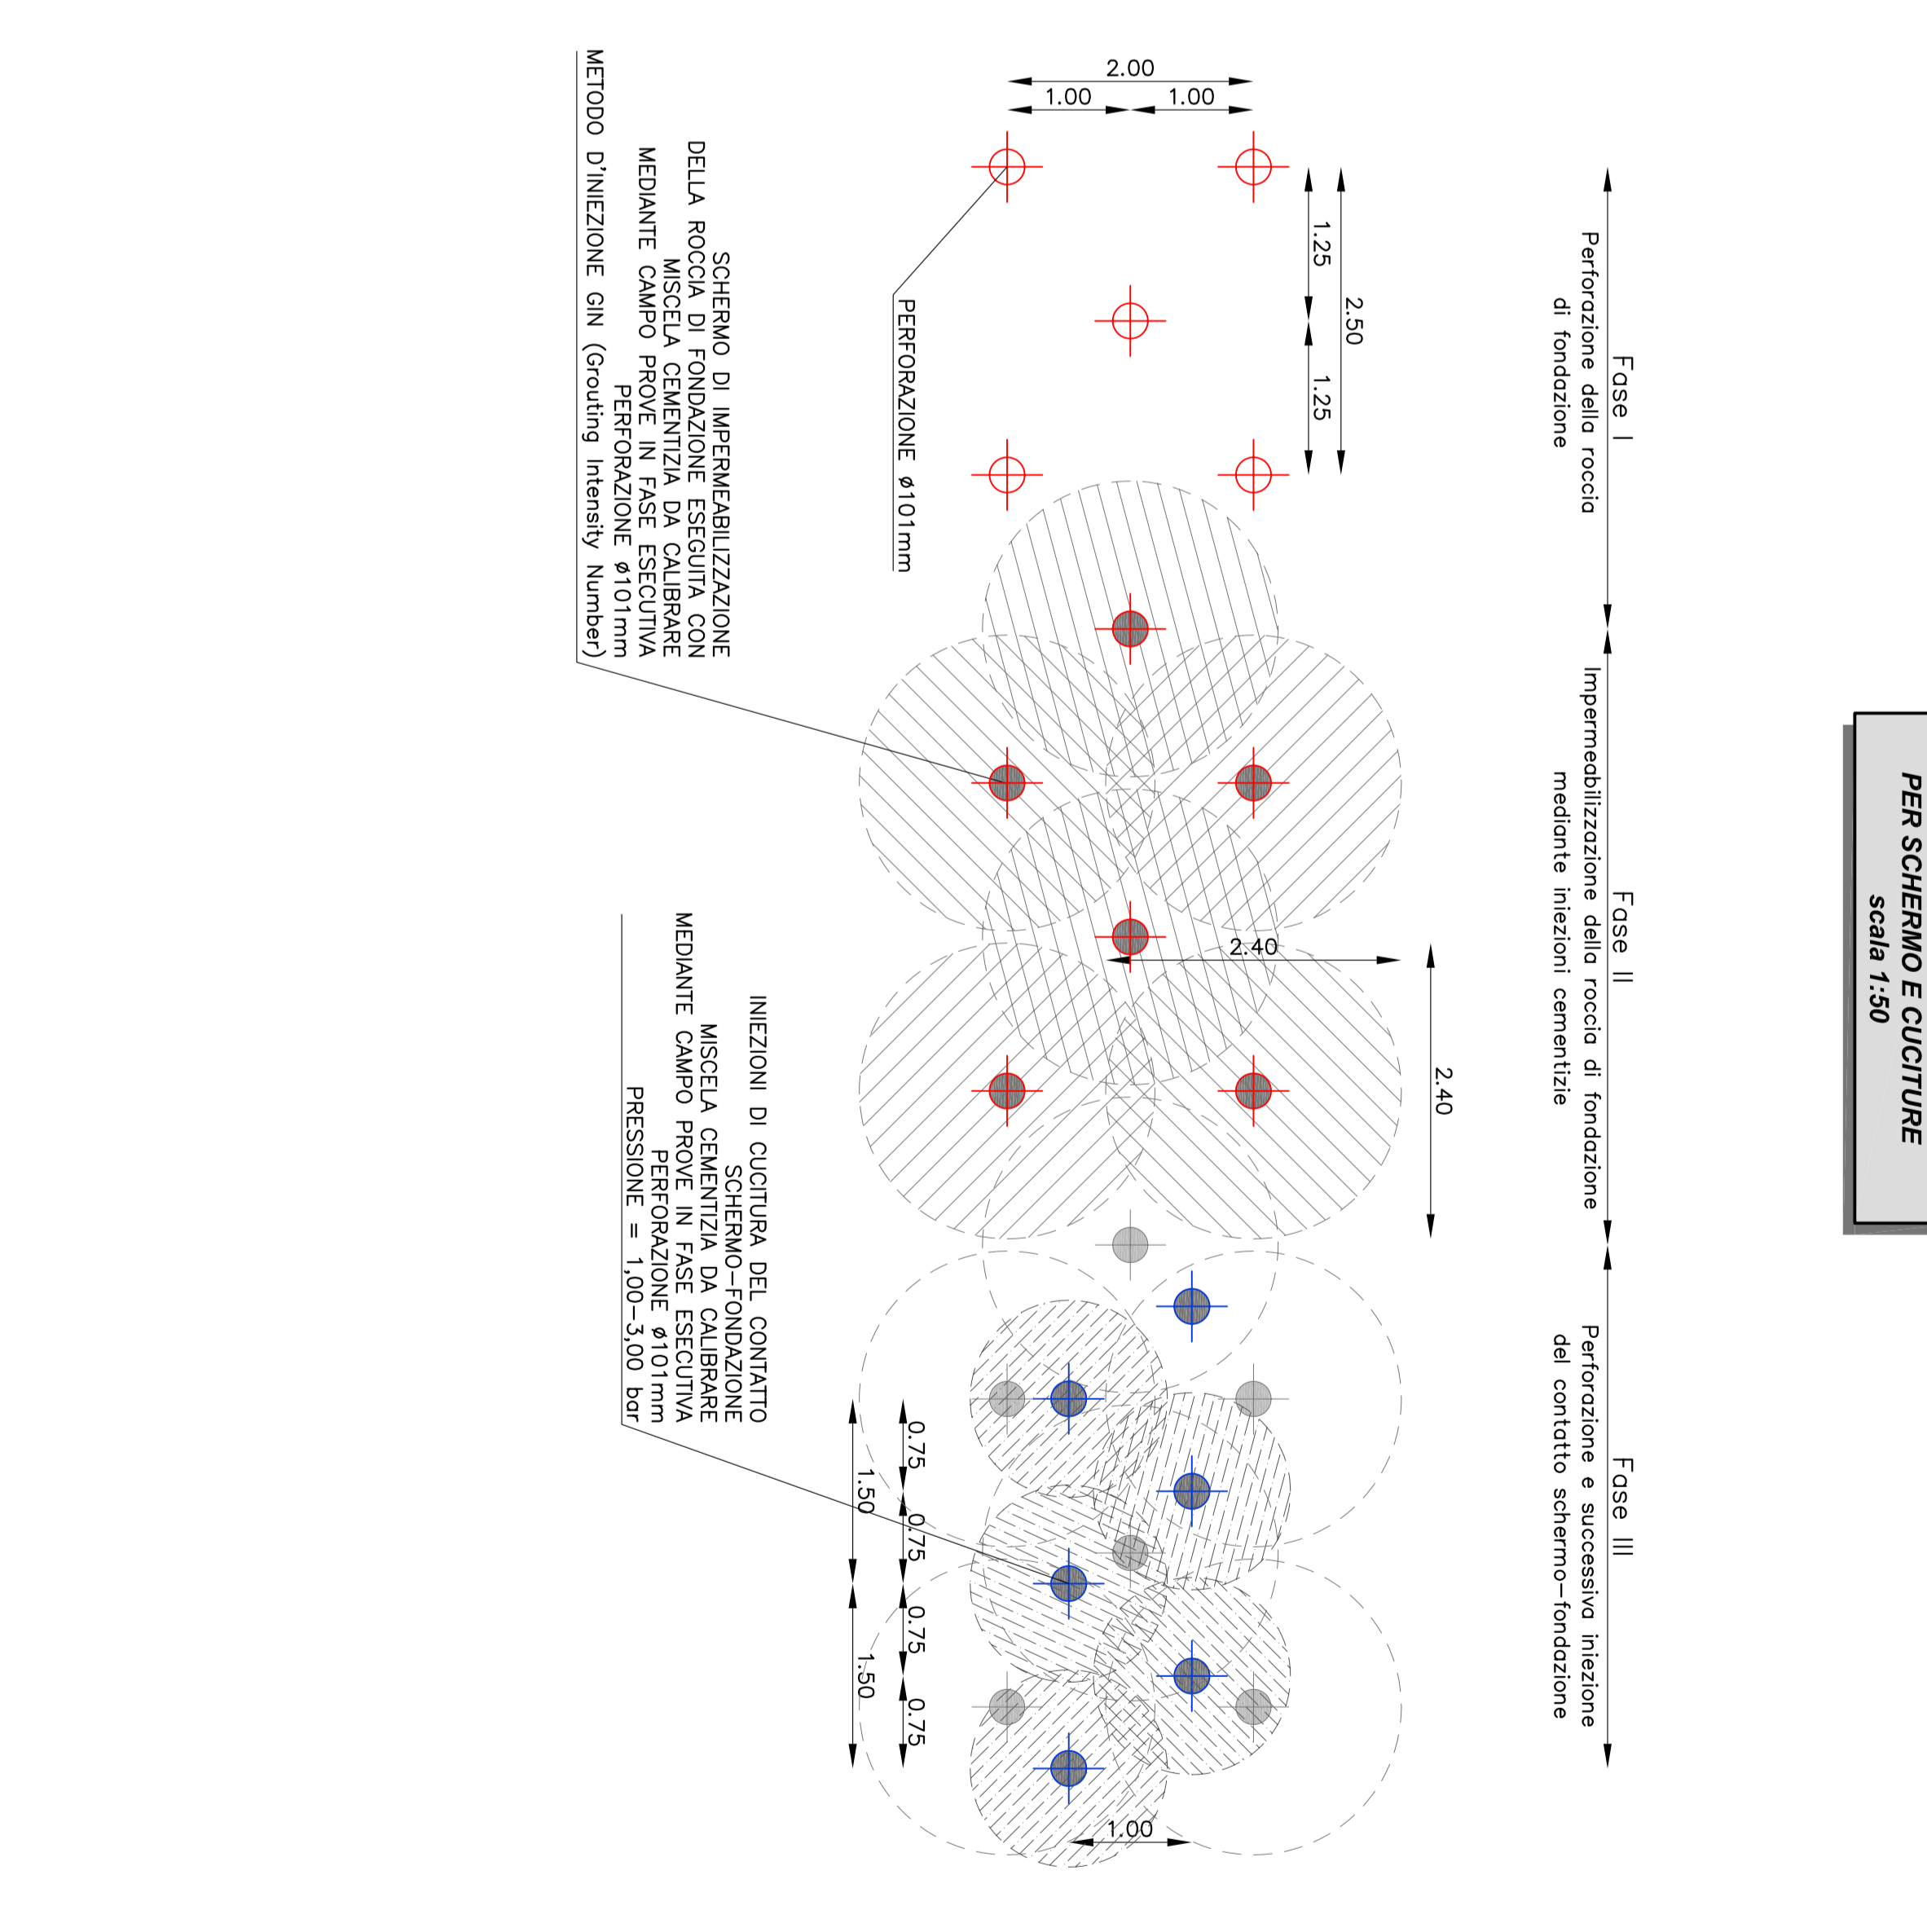 PER SCHERMO E CUCITURE
scala 1:50
Fase I
Perforazione della roccia
di fondazione
Fase II
Impermeabilizzazione della roccia di fondazione
mediante iniezioni cementizie
Fase III
Perforazione e successiva iniezione
del contatto schermo-fondazione
2.00
1.00
1.00
2.50
1.25
1.25
2.40
2.40
PERFORAZIONE ø101mm
SCHERMO DI IMPERMEABILIZZAZIONE
DELLA ROCCIA DI FONDAZIONE ESEGUITA CON
MISCELA CEMENTIZIA DA CALIBRARE
MEDIANTE CAMPO PROVE IN FASE ESECUTIVA
PERFORAZIONE ø101mm
METODO D'INIEZIONE GIN (Grouting Intensity Number)
INIEZIONI DI CUCITURA DEL CONTATTO
SCHERMO-FONDAZIONE
MISCELA CEMENTIZIA DA CALIBRARE
MEDIANTE CAMPO PROVE IN FASE ESECUTIVA
PERFORAZIONE ø101mm
PRESSIONE = 1,00-3,00 bar
0.75
0.75
0.75
0.75
1.50
1.50
1.00